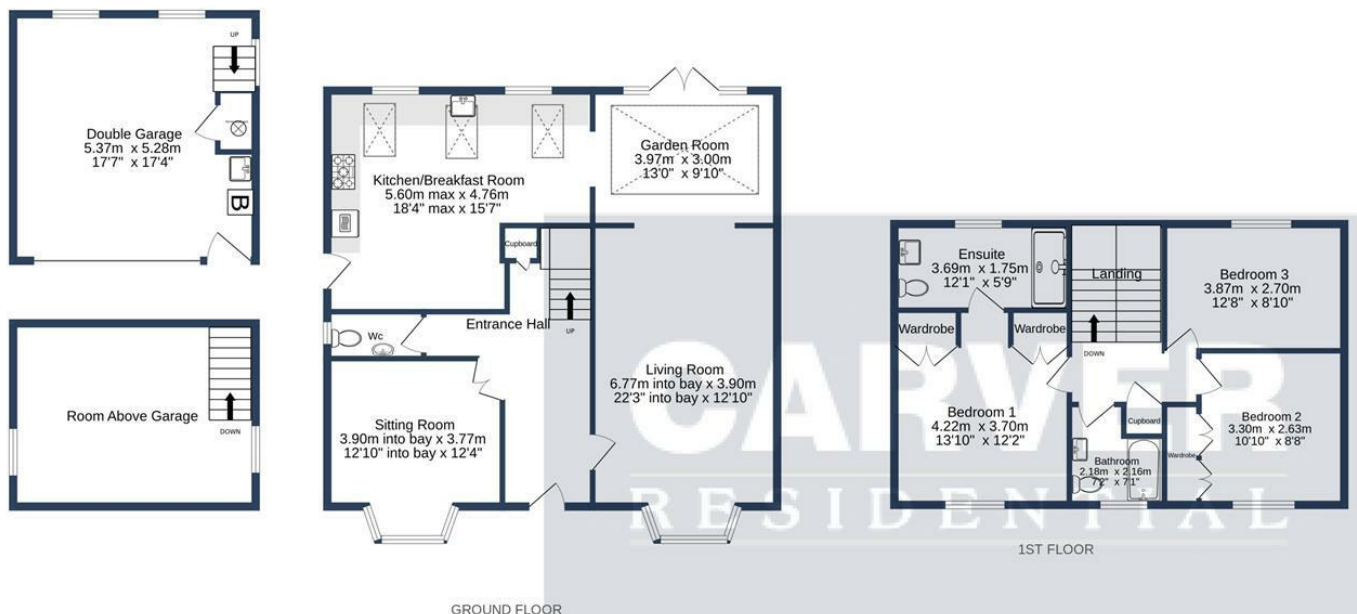 UP
Double Garage
5.37m x 5.28m
17'7" x 17'4"
B
Room Above Garage
DOWN
Kitchen/Breakfast Room
5.60m max x 4.76m
18'4" max x 15'7"
Garden Room
3.97m x 3.00m
13'0" x 9'10"
Cupboard
Entrance Hall
UP
Wc
Sitting Room
3.90m into bay x 3.77m
12'10" into bay x 12'4"
Living Room
6.77m into bay x 3.90m
22'3" into bay x 12'10"
GROUND FLOOR
Ensuite
3.69m x 1.75m
12'1" x 5'9"
Landing
Bedroom 3
3.87m x 2.70m
12'8" x 8'10"
Wardrobe
Wardrobe
DOWN
Bedroom 1
4.22m x 3.70m
13'10" x 12'2"
Cupboard
Bedroom 2
3.30m x 2.63m
10'10" x 8'8"
Wardrobe
Bathroom
2.18m x 2.16m
7'2" x 7'1"
1ST FLOOR
CARVER
RESIDENTIAL